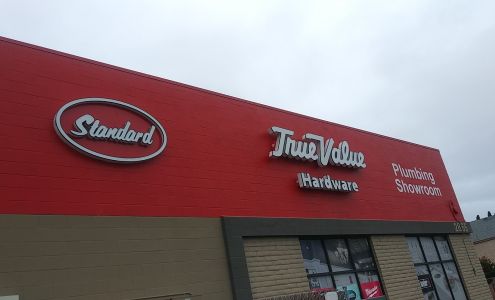 Standard
True Value
Hardware
Plumbing
Showroom